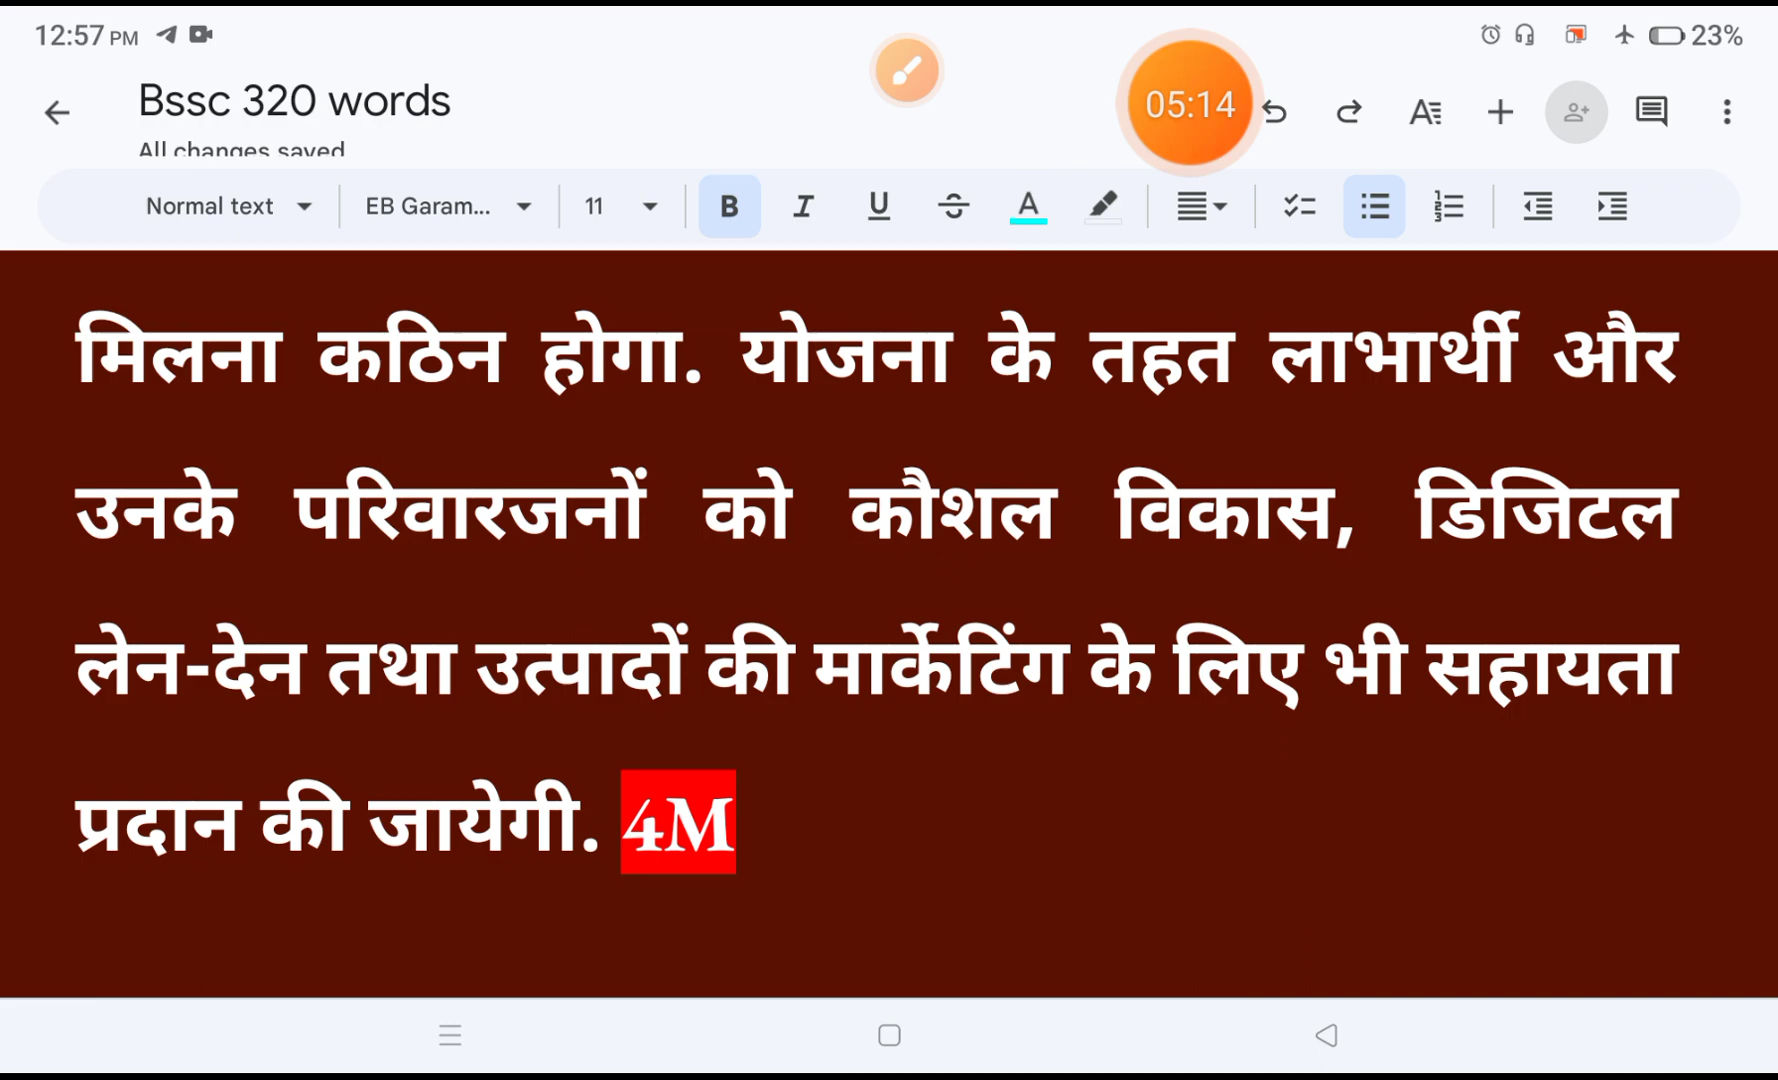 12:57 PM
23%
Bssc 320 words
05:14
All changes saved
Normal text
EB Garam...
11
B I U S A
मिलना कठिन होगा. योजना के तहत लाभार्थी और
उनके परिवारजनों को कौशल विकास, डिजिटल
लेन-देन तथा उत्पादों की मार्केटिंग के लिए भी सहायता
प्रदान की जायेगी. 4M